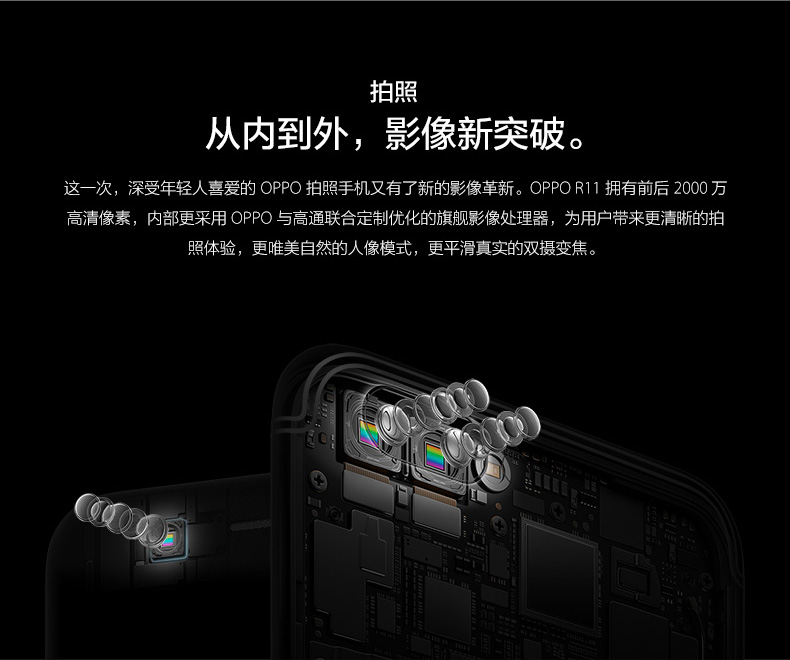 拍照
从内到外，影像新突破。
这一次，深受年轻人喜爱的 OPPO 拍照手机又有了新的影像革新。OPPO R11 拥有前后 2000 万
高清像素，内部更采用 OPPO 与高通联合定制优化的旗舰影像处理器，为用户带来更清晰的拍
照体验，更唯美自然的人像模式，更平滑真实的双摄变焦。